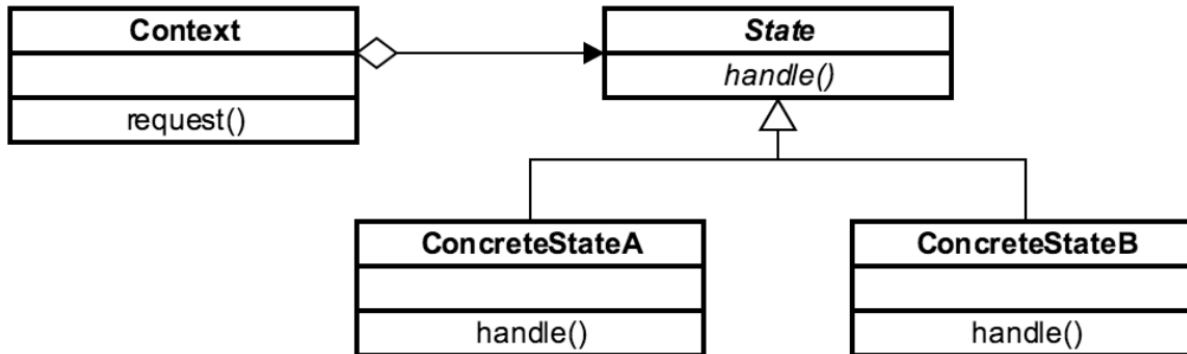 Context
request()
State
handle()
ConcreteStateA
handle()
ConcreteStateB
handle()